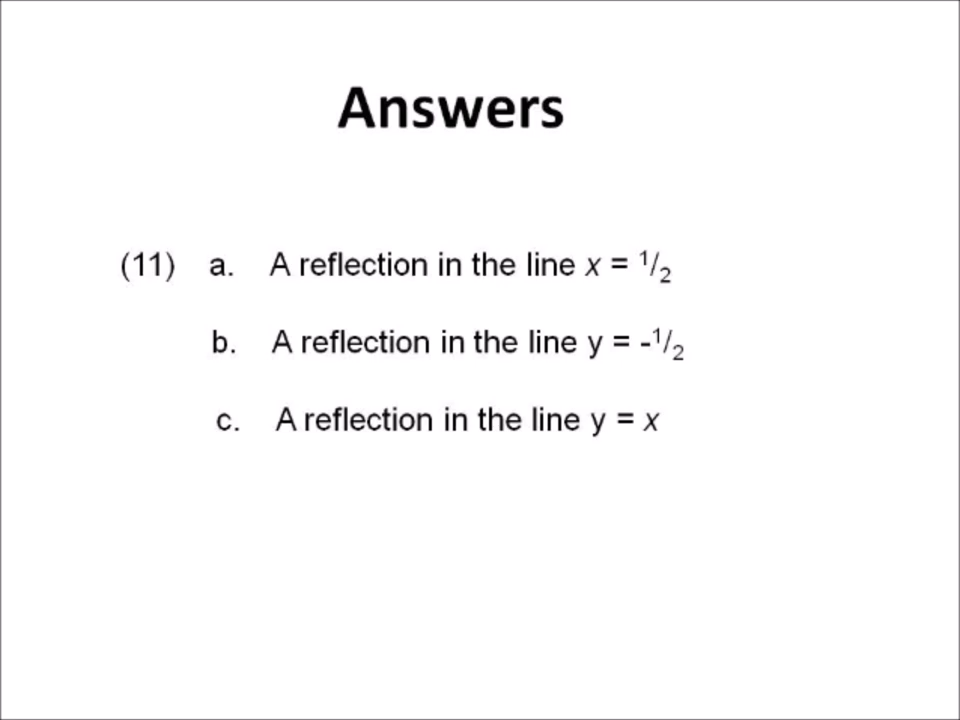 Answers
(11) a. A reflection in the line x = ¹/₂
b. A reflection in the line y = -¹/₂
c. A reflection in the line y = x